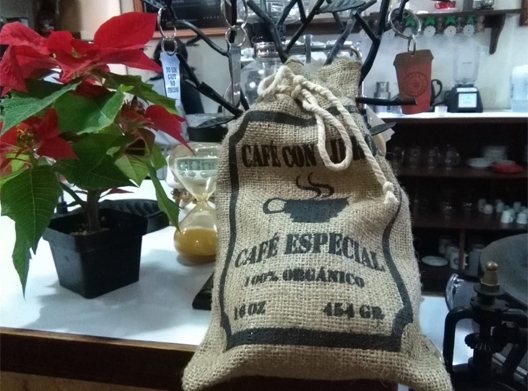 CAFÉ CON
CAFÉ ESPECIAL
100% ORGÁNICO
16 OZ 454 GR